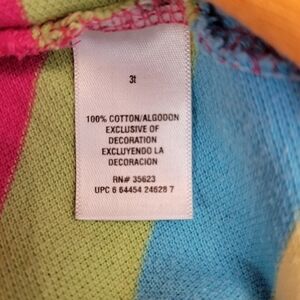 3t
100% COTTON/ALGODON
EXCLUSIVE OF
DECORATION
EXCLUYENDO LA
DECORACION
RN# 35623
UPC 6 64454 24628 7